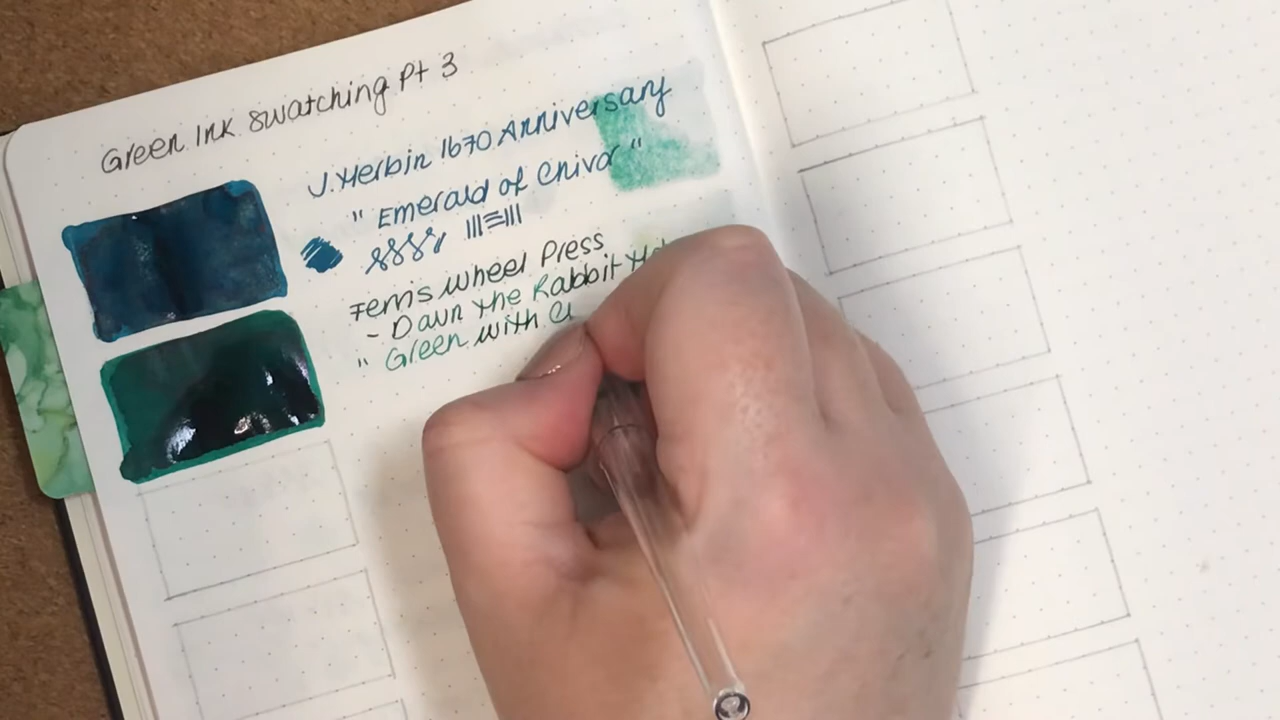 Green Ink Swatching Pt 3
J. Herbin 1670 Anniversary
" Emerald of Chivor "
Ferris Wheel Press
~ Down the Rabbit
" Green with